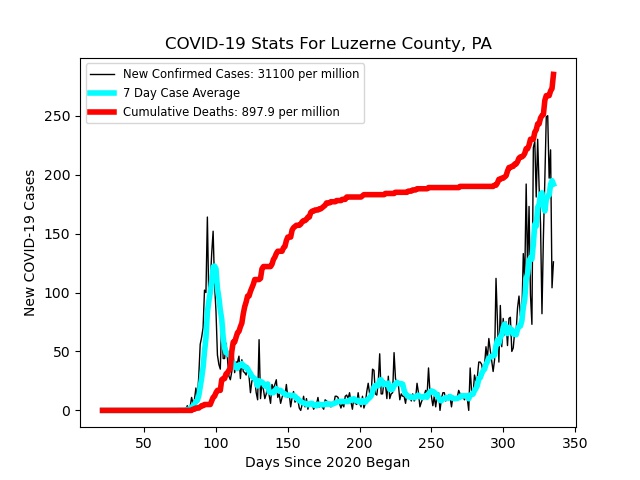 COVID-19 Stats For Luzerne County, PA
New Confirmed Cases: 31100 per million
7 Day Case Average
Cumulative Deaths: 897.9 per million
New COVID-19 Cases
250
200
150
100
50
0
50 100 150 200 250 300 350
Days Since 2020 Began